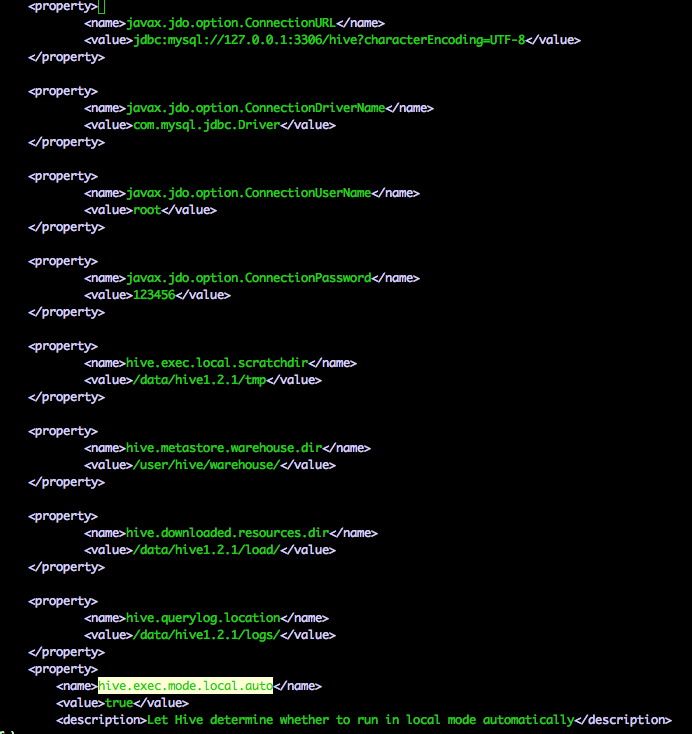 <property>
<name>javax.jdo.option.ConnectionURL</name>
<value>jdbc:mysql://127.0.0.1:3306/hive?characterEncoding=UTF-8</value>
</property>
<property>
<name>javax.jdo.option.ConnectionDriverName</name>
<value>com.mysql.jdbc.Driver</value>
</property>
<property>
<name>javax.jdo.option.ConnectionUserName</name>
<value>root</value>
</property>
<property>
<name>javax.jdo.option.ConnectionPassword</name>
<value>123456</value>
</property>
<property>
<name>hive.exec.local.scratchdir</name>
<value>/data/hive1.2.1/tmp</value>
</property>
<property>
<name>hive.metastore.warehouse.dir</name>
<value>/user/hive/warehouse/</value>
</property>
<property>
<name>hive.downloaded.resources.dir</name>
<value>/data/hive1.2.1/load/</value>
</property>
<property>
<name>hive.querylog.location</name>
<value>/data/hive1.2.1/logs/</value>
</property>
<property>
<name>hive.exec.mode.local.auto</name>
<value>true</value>
<description>Let Hive determine whether to run in local mode automatically</description>